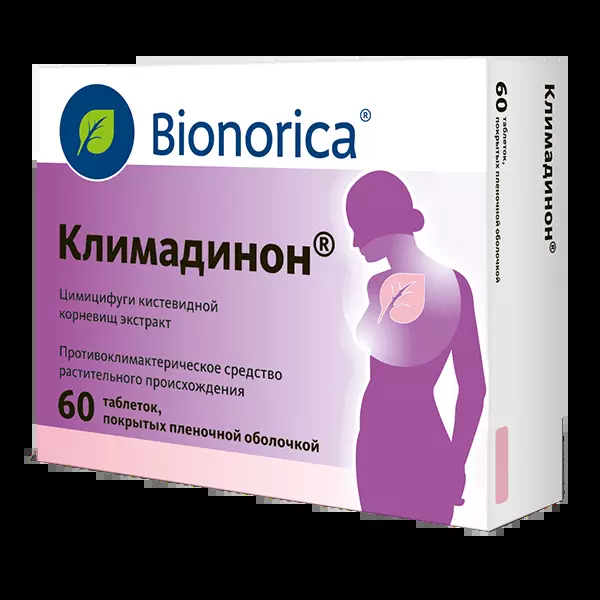 Bionorica®
Климадинон®
Цимицифуги кистевидной
корневищ экстракт
Противоклимактерическое средство
растительного происхождения
60 таблеток,
покрытых пленочной оболочкой
60 таблеток,
покрытых пленочной оболочкой
Климадинон®